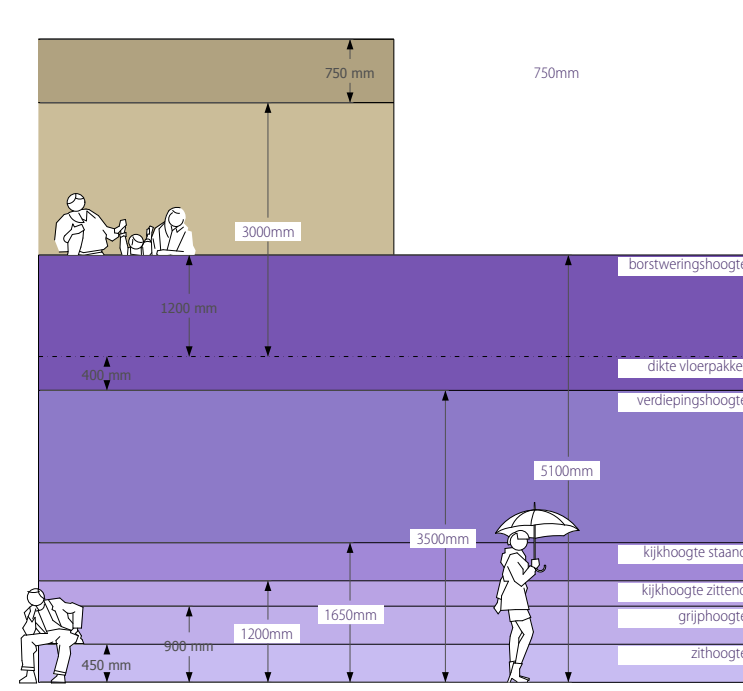 750 mm
750mm
3000mm
borstweringshoogte
1200 mm
dikte vloerpakke
400 mm
verdiepingshoogte
5100mm
3500mm
kijkhoogte staand
kijkhoogte zittend
1650mm
grijphoogte
1200mm
900 mm
zithoogte
450 mm